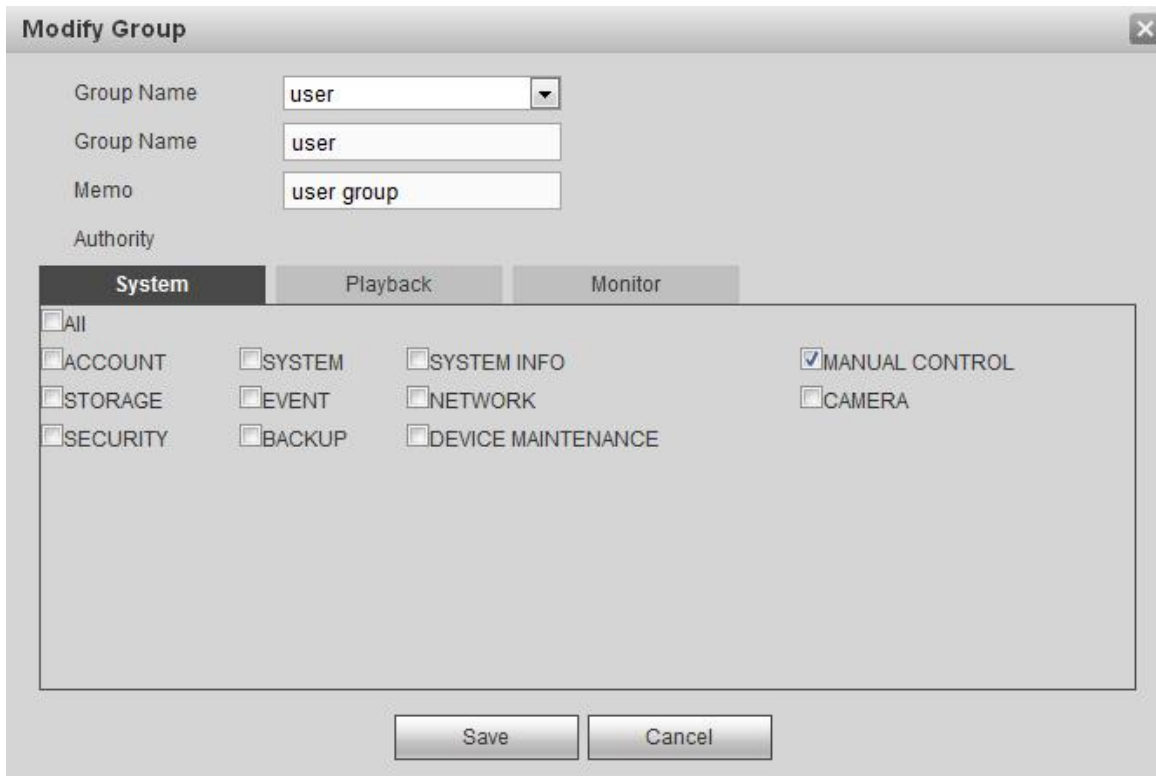 Modify Group
Group Name user
Group Name user
Memo user group
Authority
System Playback Monitor
All
ACCOUNT SYSTEM SYSTEM INFO MANUAL CONTROL
STORAGE EVENT NETWORK CAMERA
SECURITY BACKUP DEVICE MAINTENANCE
Save Cancel